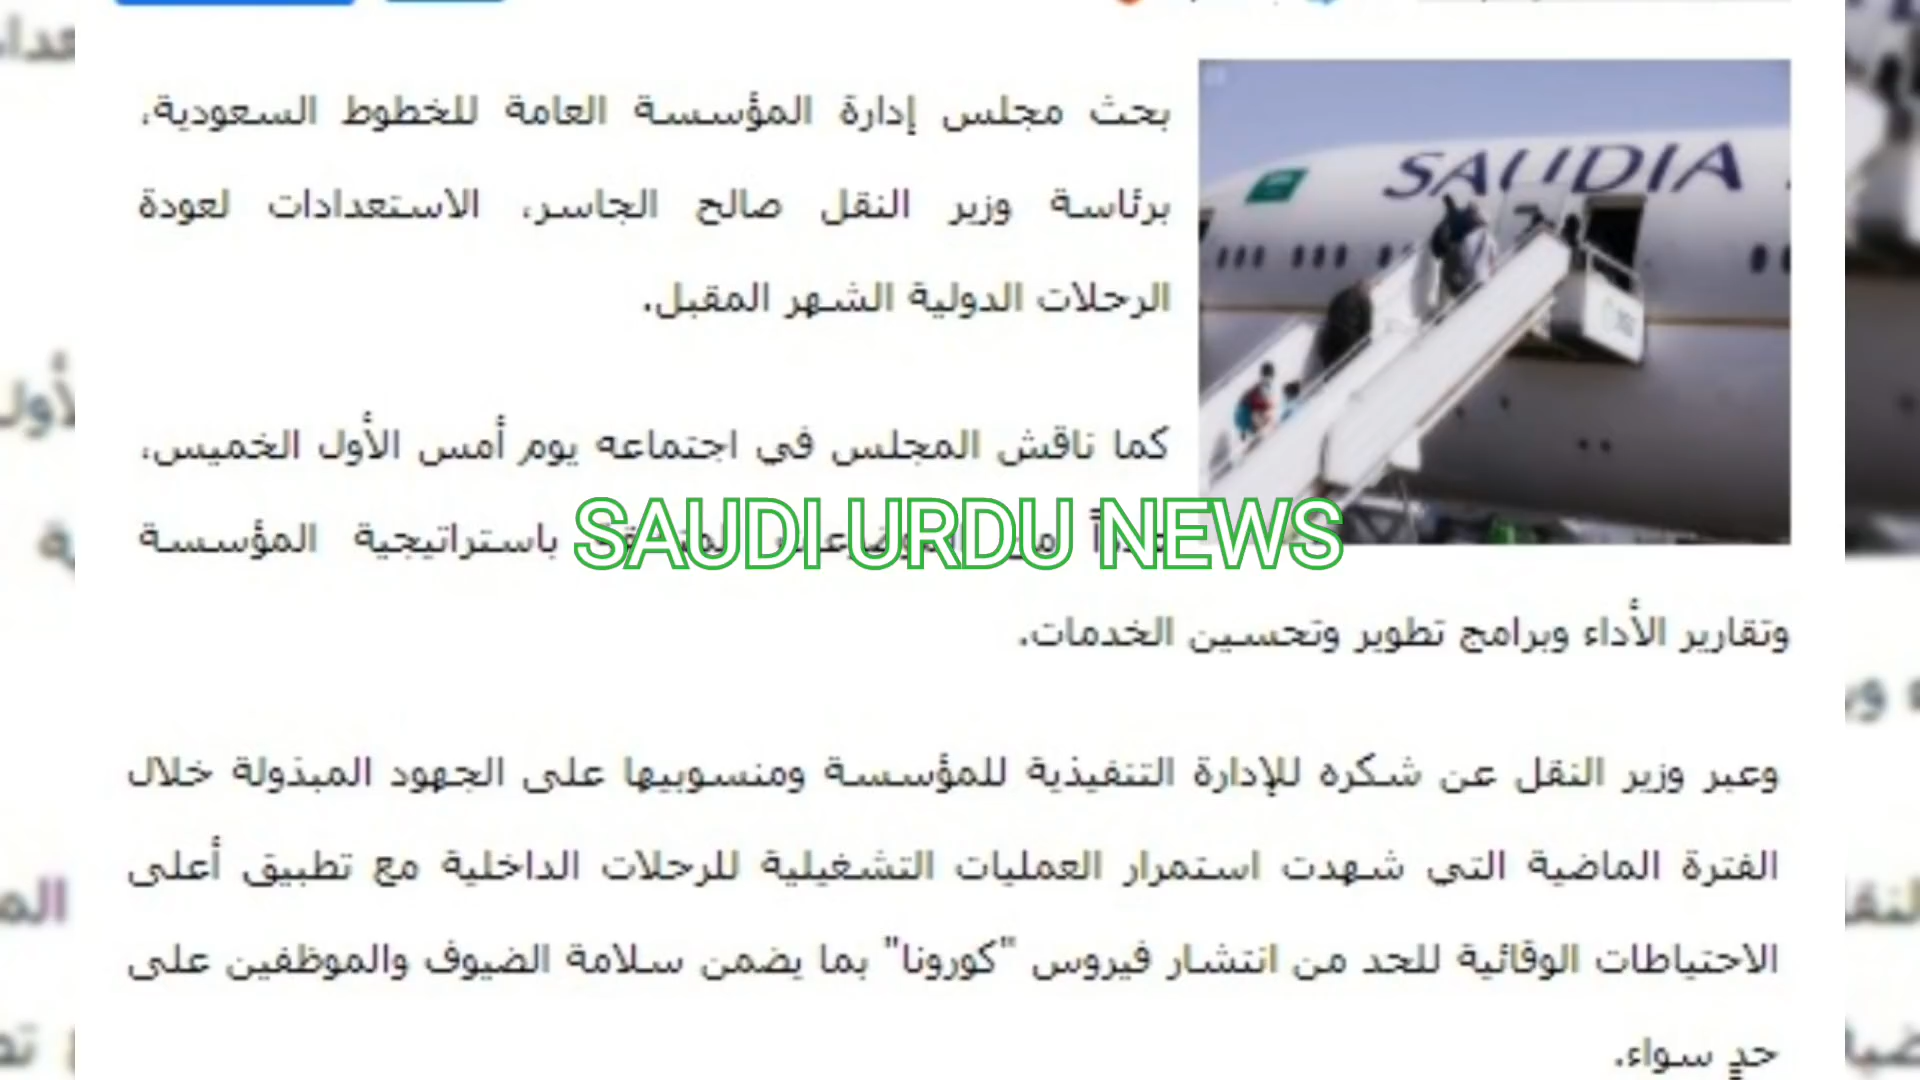 SAUDIA
بحث مجلس إدارة المؤسسة العامة للخطوط السعودية،
برئاسة وزير النقل صالح الجاسر، الاستعدادات لعودة
الرحلات الدولية الشهر المقبل.
كما ناقش المجلس في اجتماعه يوم أمس الأول الخميس،
باستراتيجية المؤسسة
SAUDI URDU NEWS
وتقارير الأداء وبرامج تطوير وتحسين الخدمات.
وعبر وزير النقل عن شكره للإدارة التنفيذية للمؤسسة ومنسوبيها على الجهود المبذولة خلال
الفترة الماضية التي شهدت استمرار العمليات التشغيلية للرحلات الداخلية مع تطبيق أعلى
الاحتياطات الوقائية للحد من انتشار فيروس "كورونا" بما يضمن سلامة الضيوف والموظفين على
حدٍ سواء.